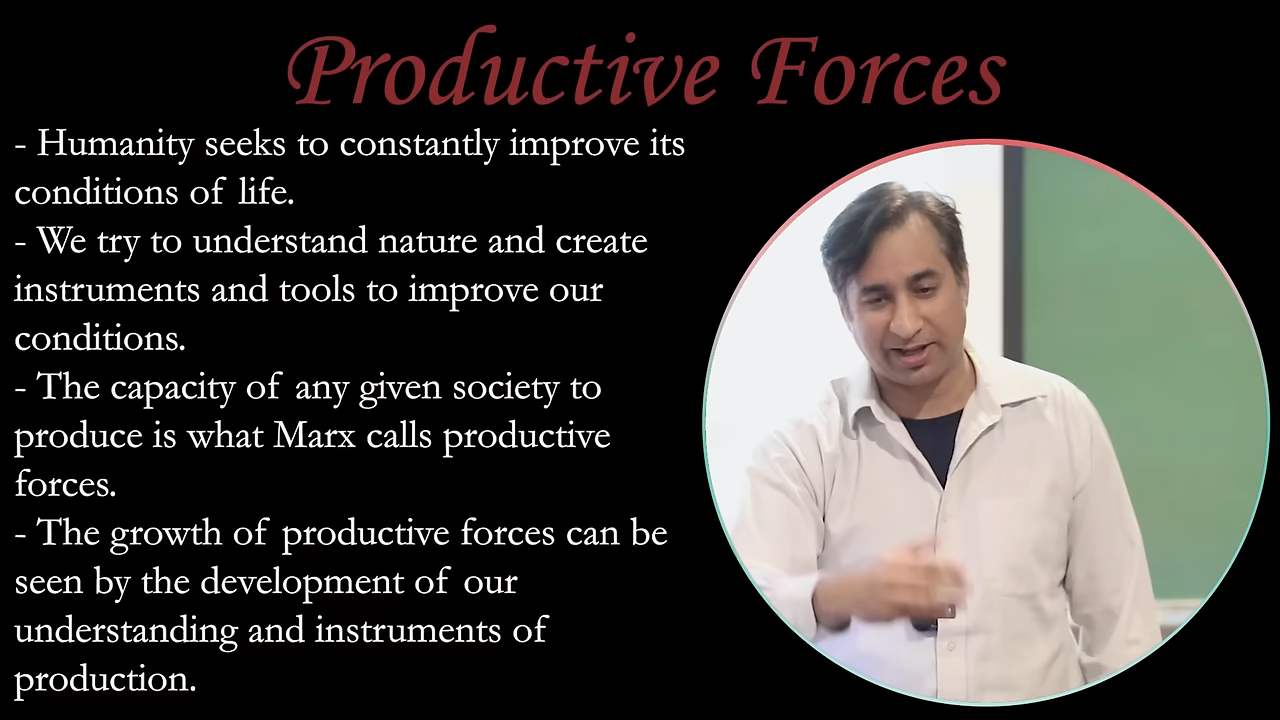 Productive Forces
- Humanity seeks to constantly improve its
conditions of life.
- We try to understand nature and create
instruments and tools to improve our
conditions.
- The capacity of any given society to
produce is what Marx calls productive
forces.
- The growth of productive forces can be
seen by the development of our
understanding and instruments of
production.